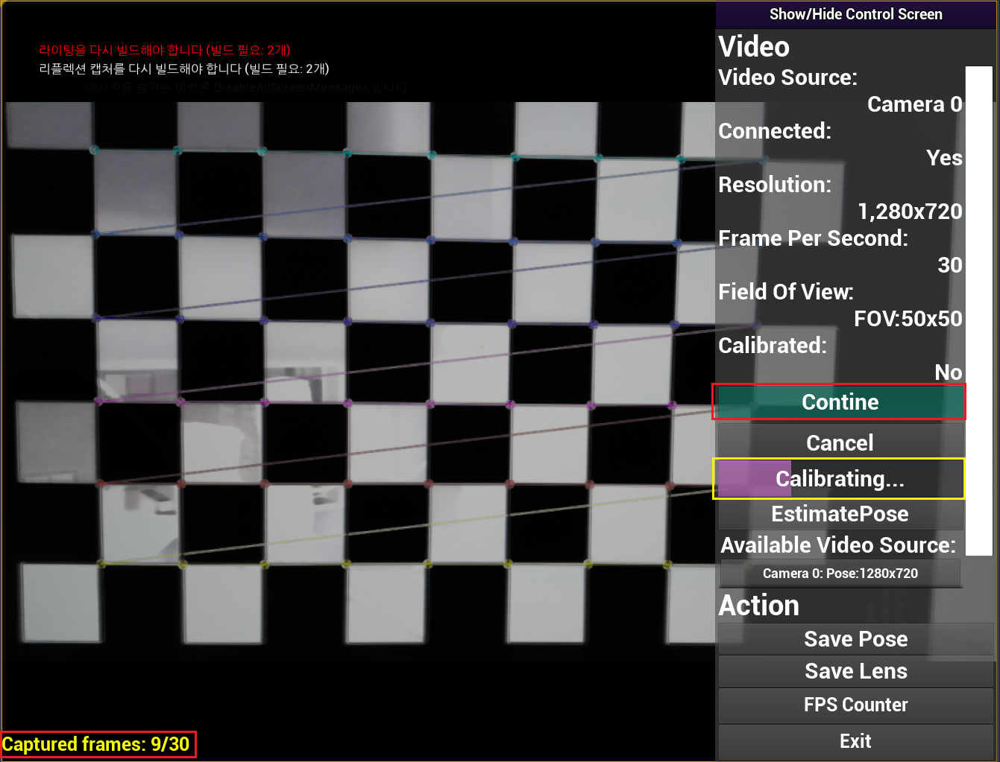 Show/Hide Control Screen
라이팅을 다시 빌드해야 합니다 (빌드 필요: 2개)
리플렉션 캡처를 다시 빌드해야 합니다 (빌드 필요: 2개)
메시지를 숨기는 명령은 DisableAllScreenMessages 입니다
Video
Video Source:
Camera 0
Connected:
Yes
Resolution:
1,280x720
Frame Per Second:
30
Field Of View:
FOV:50x50
Calibrated:
No
Contine
Cancel
Calibrating...
EstimatePose
Available Video Source:
Camera 0: Pose:1280x720
Action
Save Pose
Save Lens
FPS Counter
Exit
Captured frames: 9/30